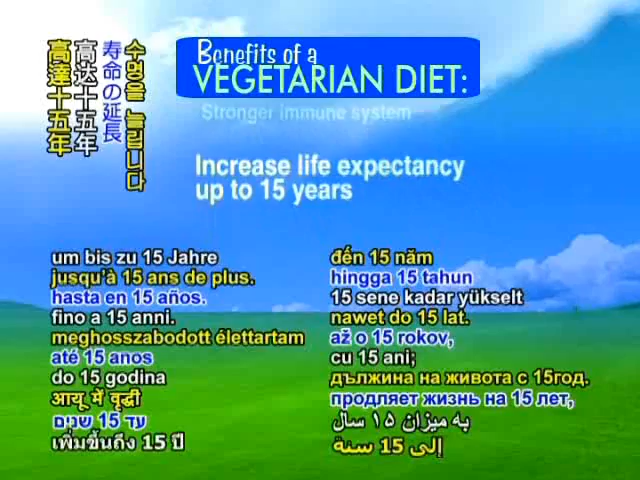 Benefits of a
VEGETARIAN DIET:
Stronger immune system
Increase life expectancy
up to 15 years
高達十五年
高达十五年
寿命の延長
수명을 늘립니다
um bis zu 15 Jahre
jusqu'à 15 ans de plus.
hasta en 15 años.
fino a 15 anni.
meghosszabodott élettartam
até 15 anos
do 15 godina
आयू में वृद्धी
עד 15 שנים
เพิ่มขึ้นถึง 15 ปี
đến 15 năm
hingga 15 tahun
15 sene kadar yükselt
nawet do 15 lat.
až o 15 rokov,
cu 15 ani;
дължина на живота с 15год.
продляет жизнь на 15 лет,
به میزان ۱۵ سال
إلى 15 سنة